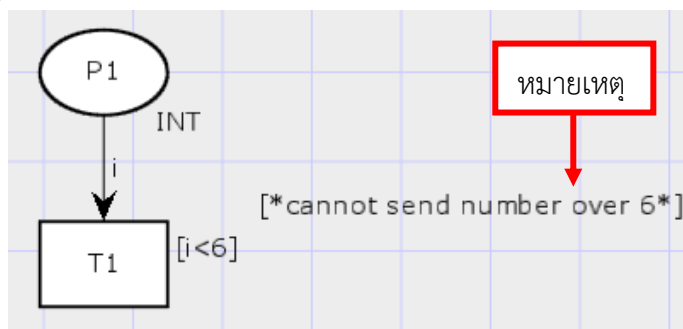 P1
หมายเหตุ
INT
i
[*cannot send number over 6*]
[i<6]
T1